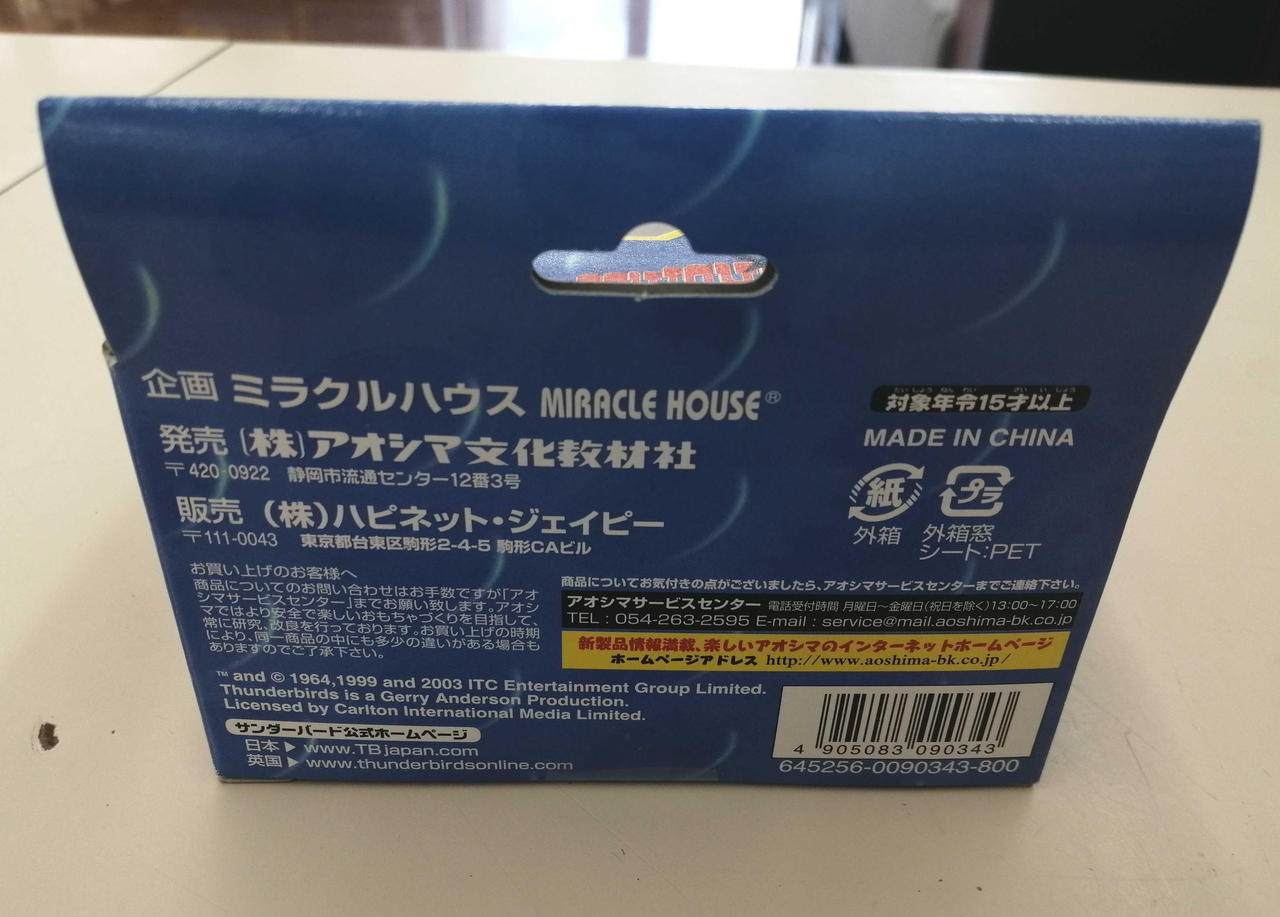 企画 ミラクルハウス MIRACLE HOUSE®
発売 (株)アオシマ文化教材社
〒420-0922 静岡市流通センター12番3号
販売 (株)ハピネット・ジェイピー
〒111-0043 東京都台東区駒形2-4-5 駒形CAビル
お買い上げのお客様へ
商品についてのお問い合わせはお手数ですが「アオ
シマサービスセンター」までお願い致します。アオシ
マではより安全で楽しいおもちゃづくりを目指して、
常に研究、改良を行っております。お買い上げの時期
により、同一商品の中にも多少の違いがある場合も
ありますのでご了承下さい。
™ and © 1964,1999 and 2003 ITC Entertainment Group Limited.
Thunderbirds is a Gerry Anderson Production.
Licensed by Carlton International Media Limited.
サンダーバード公式ホームページ
日本▶www.TBjapan.com
英国▶www.thunderbirdsonline.com
たいしょう ねん れい さい い じょう
対象年令15才以上
MADE IN CHINA
紙 プラ
外箱 外箱窓
シート:PET
商品についてお気付きの点がございましたら、アオシマサービスセンターまでご連絡下さい。
アオシマサービスセンター 電話受付時間 月曜日~金曜日(祝日を除く)13:00~17:00
TEL : 054-263-2595 E-mail : service@mail.aoshima-bk.co.jp
新製品情報満載、楽しいアオシマのインターネットホームページ
ホームページアドレス http://www.aoshima-bk.co.jp/
4 905083 090343
645256-0090343-800